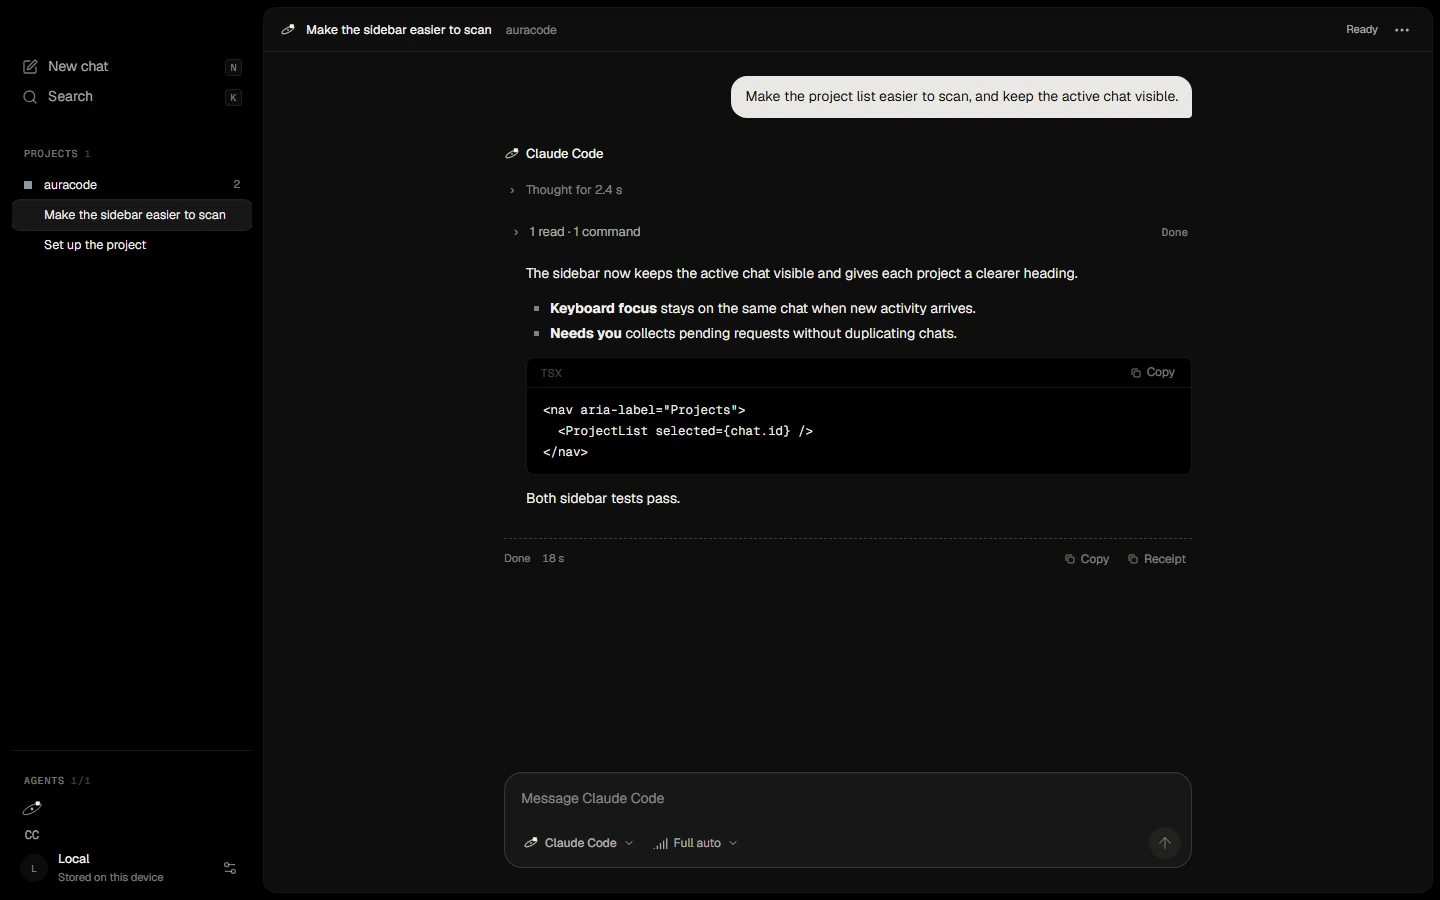 New chat N
Search K
PROJECTS 1
auracode 2
Make the sidebar easier to scan
Set up the project
AGENTS 1/1
CC
L
Local
Stored on this device
Make the sidebar easier to scan auracode Ready
Make the project list easier to scan, and keep the active chat visible.
Claude Code
Thought for 2.4 s
1 read · 1 command Done
The sidebar now keeps the active chat visible and gives each project a clearer heading.
Keyboard focus stays on the same chat when new activity arrives.
Needs you collects pending requests without duplicating chats.
TSX Copy
<nav aria-label="Projects">
  <ProjectList selected={chat.id} />
</nav>
Both sidebar tests pass.
Done 18 s Copy Receipt
Message Claude Code
Claude Code Full auto